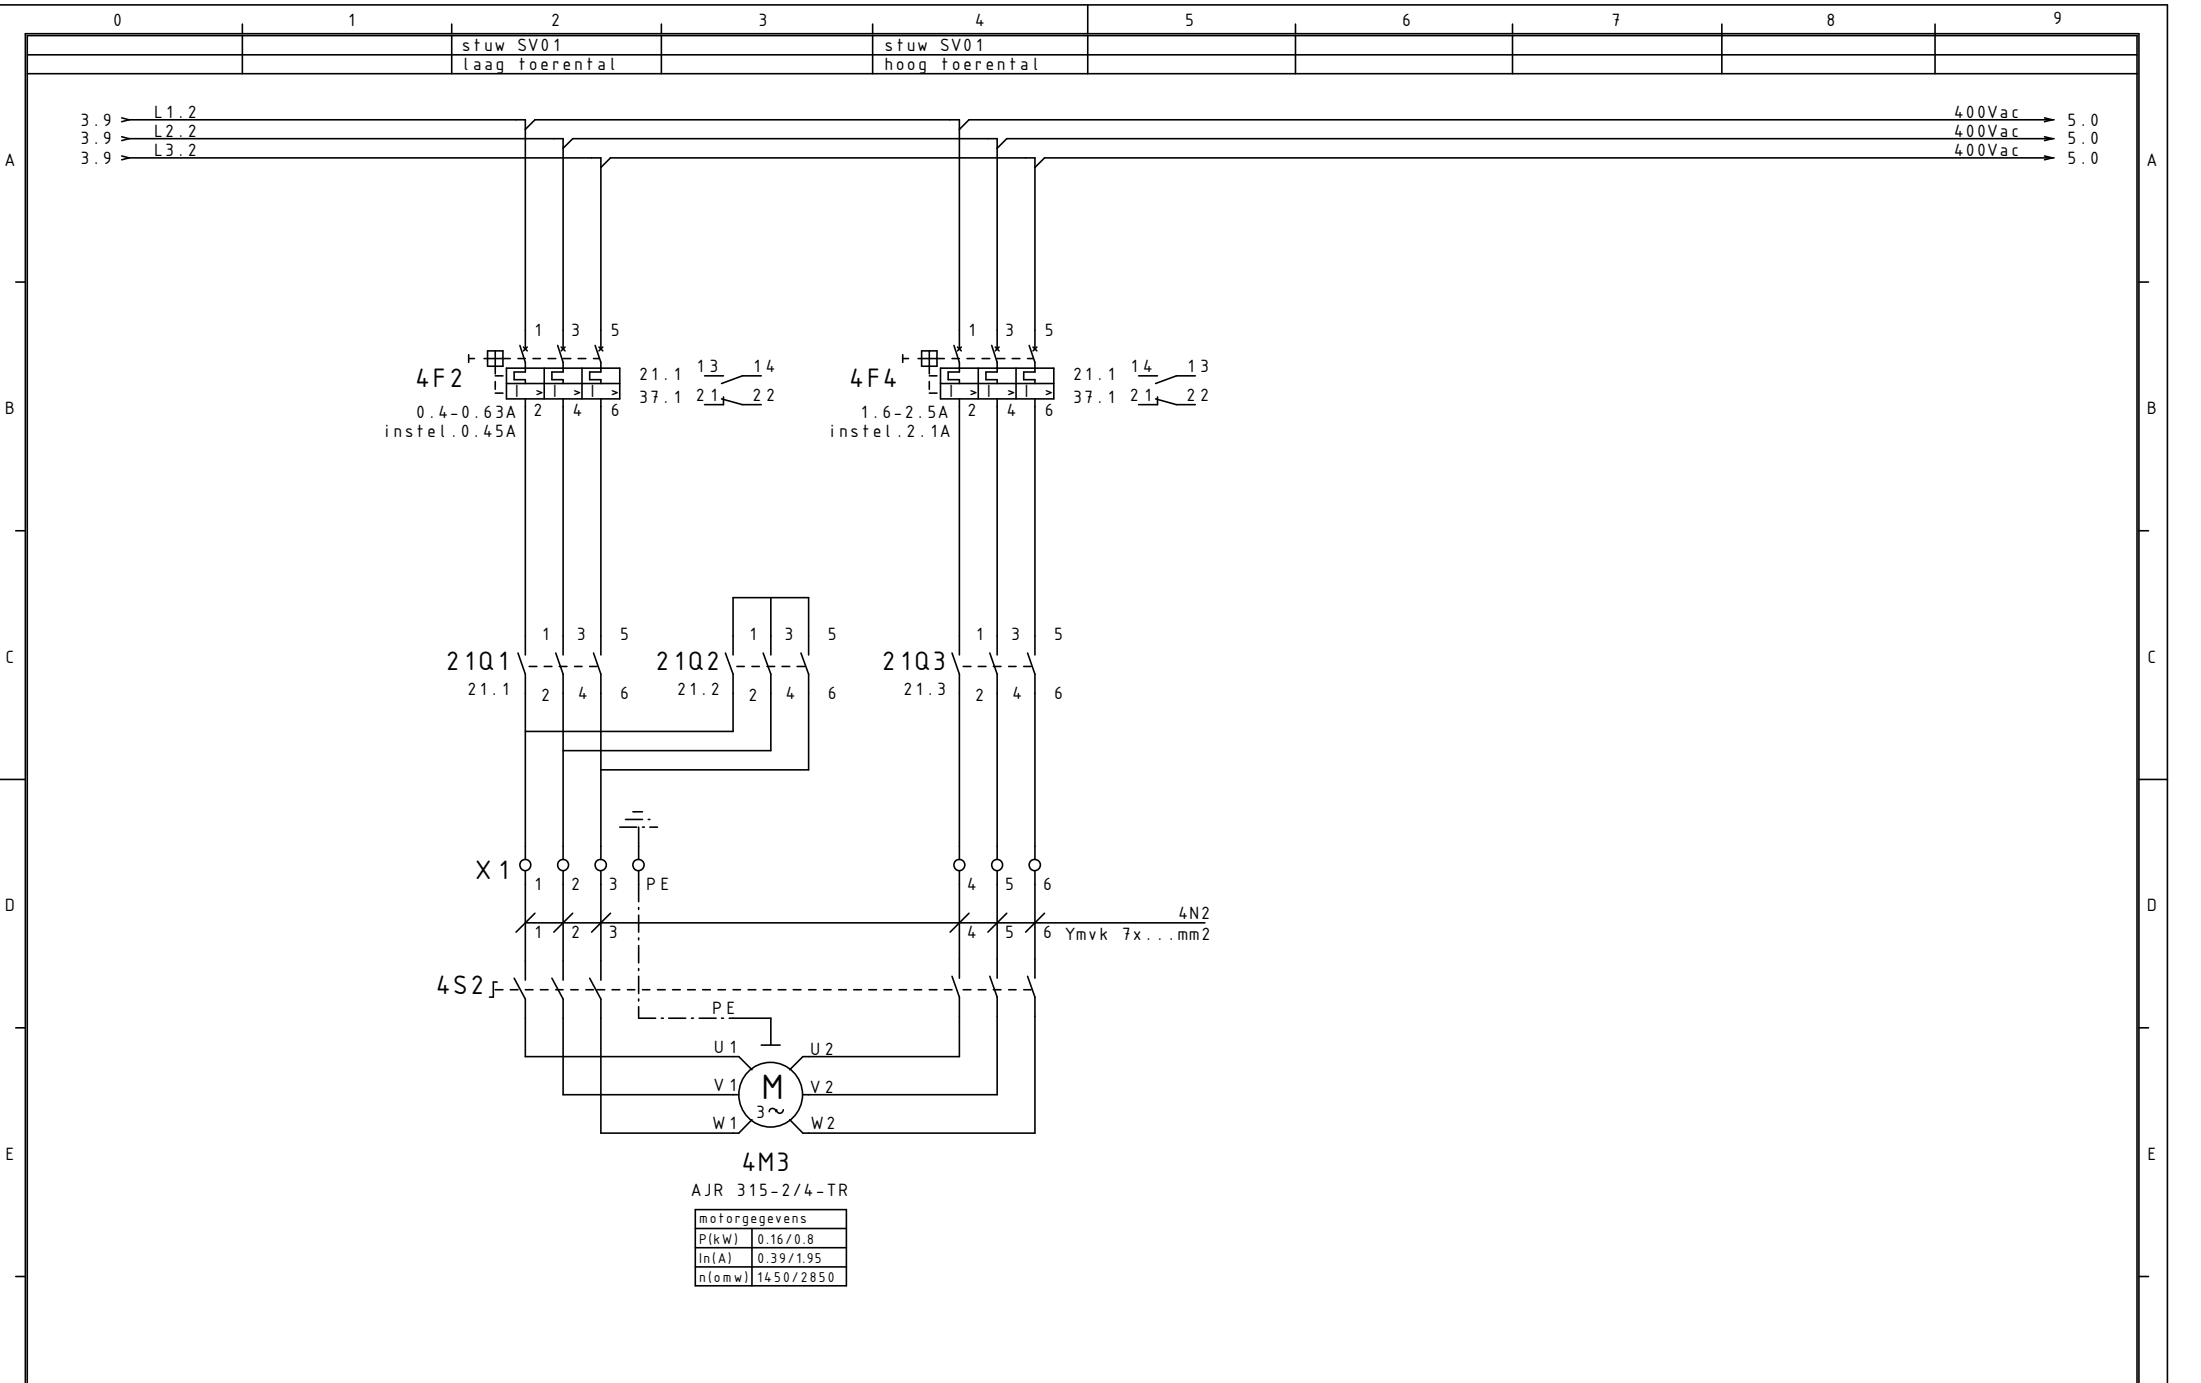 0 1 2 3 4 5 6 7 8 9
stuw SV01 stuw SV01
laag toerental hoog toerental
3.9 L1.2 400Vac 5.0
3.9 L2.2 400Vac 5.0
3.9 L3.2 400Vac 5.0
A A
1 3 5 1 3 5
4F2 21.1 13 14 4F4 21.1 14 13
37.1 21 22 37.1 21 22
B B
0.4-0.63A 2 4 6 1.6-2.5A 2 4 6
instel.0.45A instel.2.1A
1 3 5 1 3 5 1 3 5
C 21Q1 21Q2 21Q3 C
21.1 2 4 6 21.2 2 4 6 21.3 2 4 6
X1
1 2 3 PE 4 5 6
D D
4N2
1 2 3 4 5 6 Ymvk 7x...mm2
4S2
PE
U1 U2
V1 M V2
3~
W1 W2
E E
4M3
AJR 315-2/4-TR
motorgegevens
P(kW) 0.16/0.8
In(A) 0.39/1.95
n(omw) 1450/2850